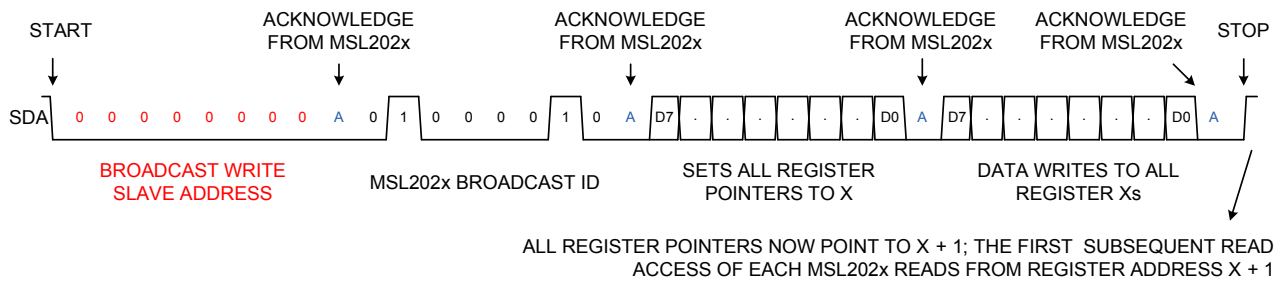 START
ACKNOWLEDGE
FROM MSL202x
ACKNOWLEDGE
FROM MSL202x
ACKNOWLEDGE
FROM MSL202x
ACKNOWLEDGE
FROM MSL202x
STOP
SDA 0 0 0 0 0 0 0 0 A 0 1 0 0 0 0 1 0 A D7 . . . . . . D0 A D7 . . . . . . D0 A
BROADCAST WRITE
SLAVE ADDRESS
MSL202x BROADCAST ID
SETS ALL REGISTER
POINTERS TO X
DATA WRITES TO ALL
REGISTER Xs
ALL REGISTER POINTERS NOW POINT TO X + 1; THE FIRST SUBSEQUENT READ
ACCESS OF EACH MSL202x READS FROM REGISTER ADDRESS X + 1